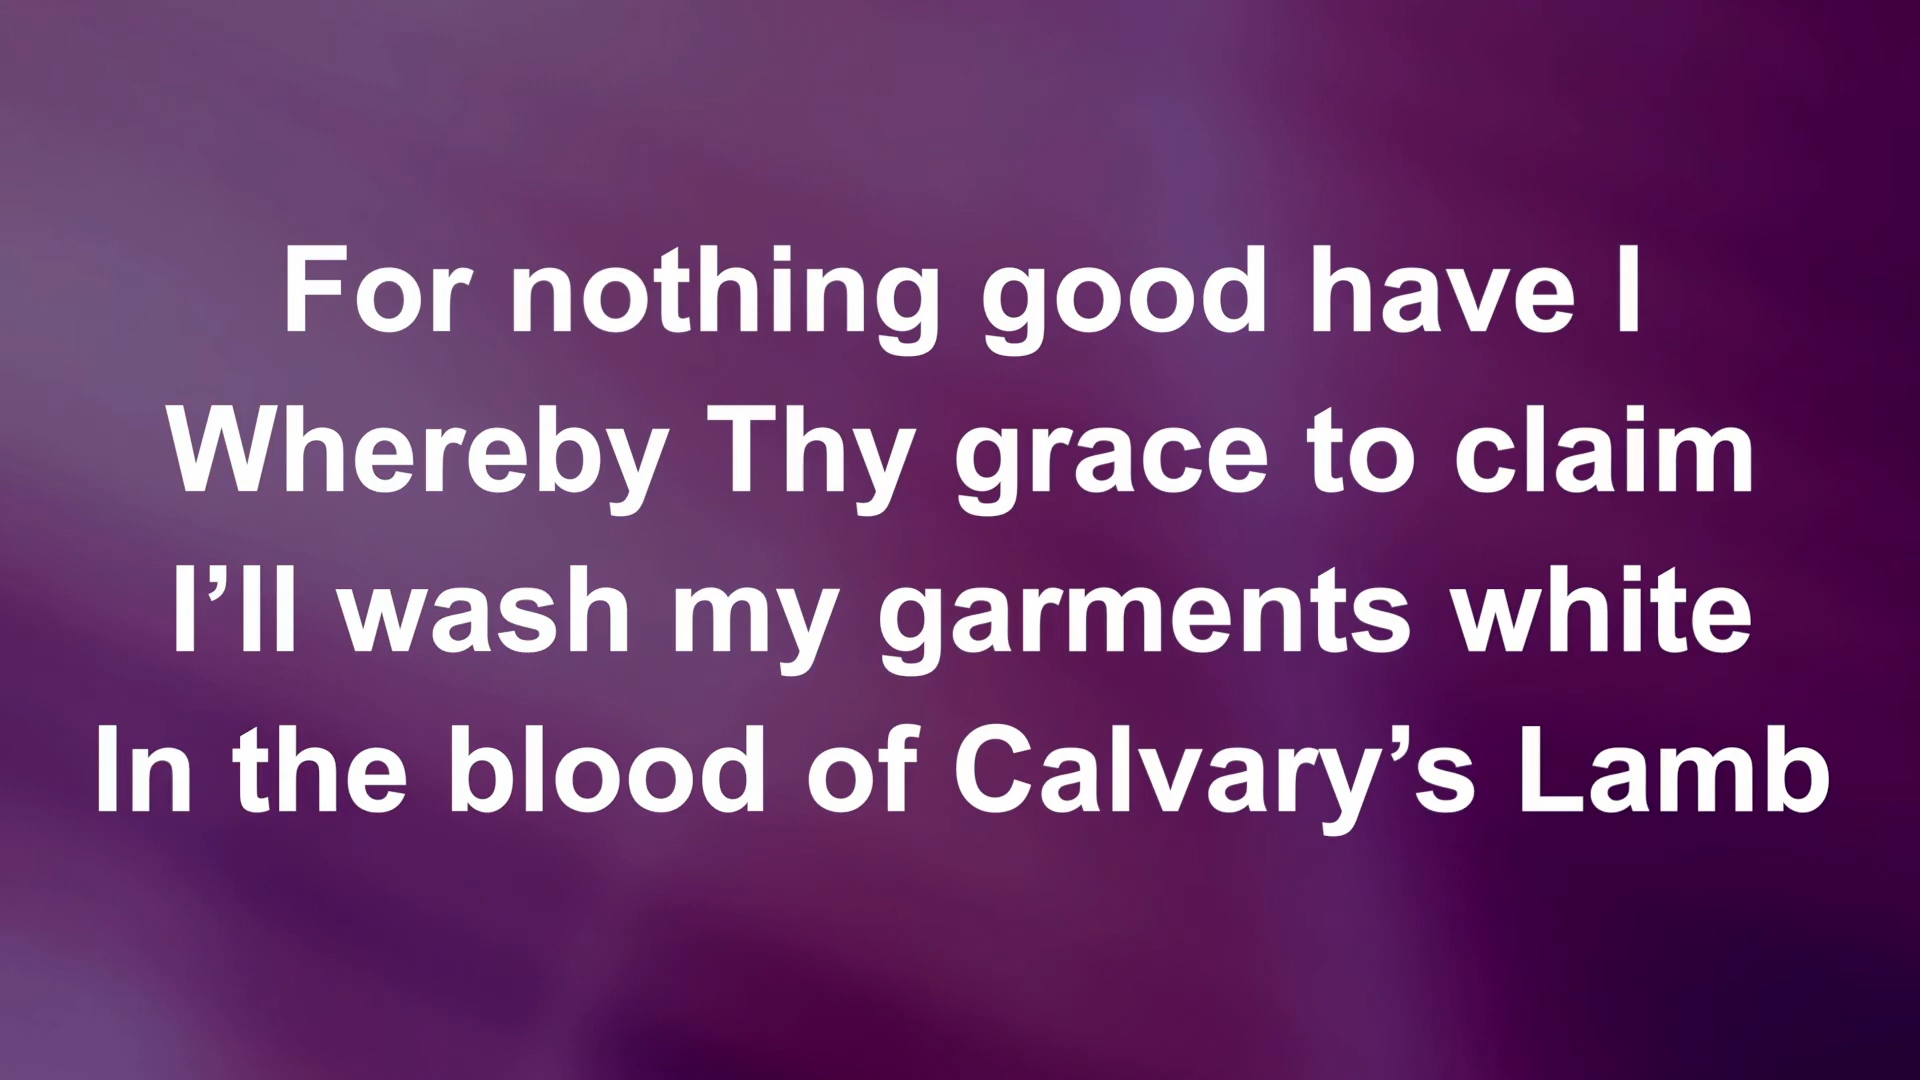 For nothing good have I
Whereby Thy grace to claim
I’ll wash my garments white
In the blood of Calvary’s Lamb